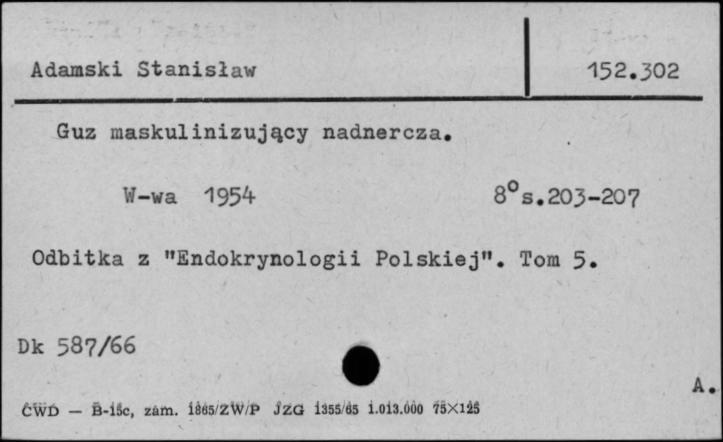 Adamski Stanisław 152.302
Guz maskulinizujący nadnercza.
W-wa 1954 8° s.203-207
Odbitka z "Endokrynologii Polskiej". Tom 5.
Dk 587/66
A.
CWD — B-15c, zam. 1865/ZW/P JZG 1355/65 1.013.000 75×125